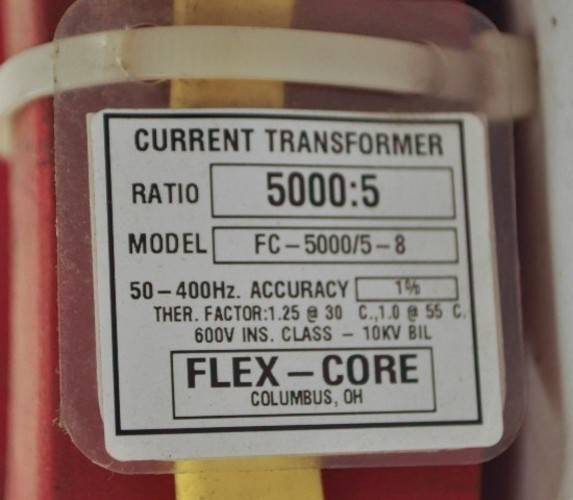 CURRENT TRANSFORMER
RATIO 5000:5
MODEL FC-5000/5-8
50-400Hz. ACCURACY 1%
THER. FACTOR:1.25 @ 30 C.,1.0 @ 55 C.
600V INS. CLASS - 10KV BIL
FLEX-CORE
COLUMBUS, OH